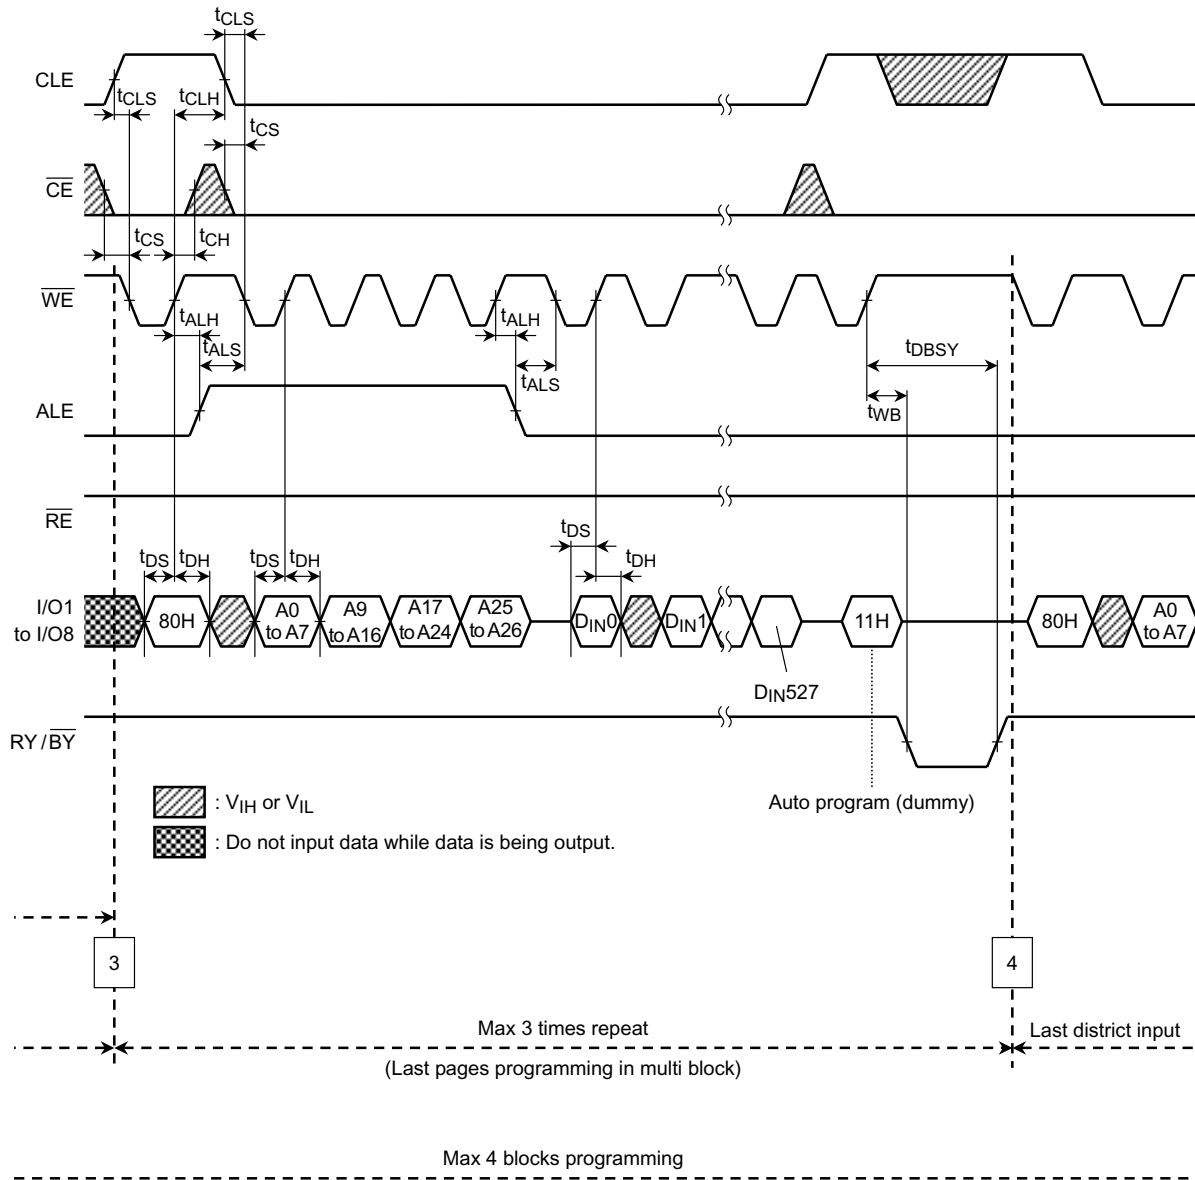 tCLS
CLE
tCLS
tCLH
tCS
CE
tCS
tCH
WE
tALH
tALS
tALH
tALS
tDBSY
tWB
ALE
RE
tDS
tDH
tDS
tDH
tDS
tDH
I/O1
to I/O8
80H
A0
to A7
A9
to A16
A17
to A24
A25
to A26
DIN0
DIN1
11H
80H
A0
to A7
DIN527
RY / BY
: VIH or VIL
Auto program (dummy)
: Do not input data while data is being output.
3
4
Max 3 times repeat
Last district input
(Last pages programming in multi block)
Max 4 blocks programming